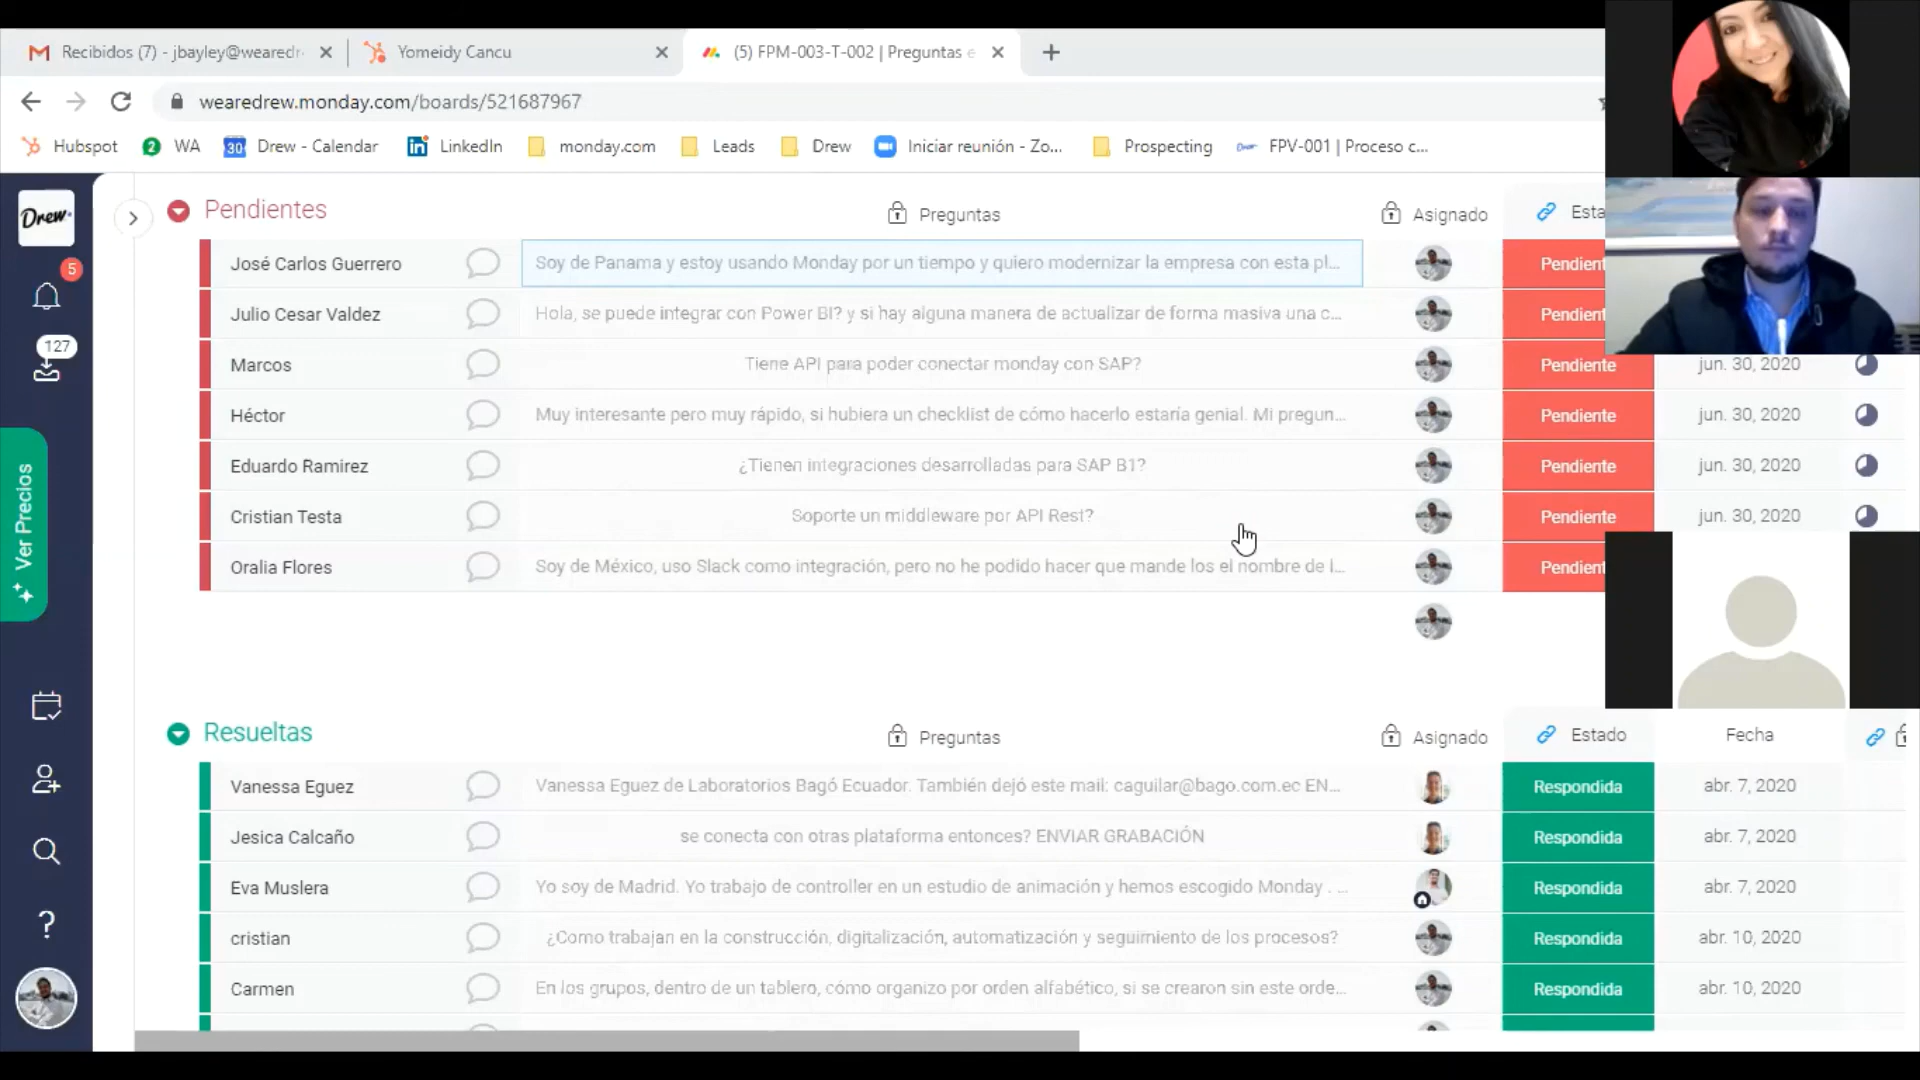 Recibidos (7) - jbayley@wearedr
Yomeidy Cancu
(5) FPM-003-T-002 | Preguntas e
wearedrew.monday.com/boards/521687967
Hubspot
2 WA
30 Drew - Calendar
in LinkedIn
monday.com
Leads
Drew
Iniciar reunión - Zo...
Prospecting
FPV-001 | Proceso c...
Drew
5
127
Ver Precios
?
Pendientes Preguntas Asignado Esta
José Carlos Guerrero Soy de Panama y estoy usando Monday por un tiempo y quiero modernizar la empresa con esta pl... Pendient
Julio Cesar Valdez Hola, se puede integrar con Power BI? y si hay alguna manera de actualizar de forma masiva una c... Pendient
Marcos Tiene API para poder conectar monday con SAP? Pendiente jun. 30, 2020
Héctor Muy interesante pero muy rápido, si hubiera un checklist de cómo hacerlo estaría genial. Mi pregun... Pendiente jun. 30, 2020
Eduardo Ramirez ¿Tienen integraciones desarrolladas para SAP B1? Pendiente jun. 30, 2020
Cristian Testa Soporte un middleware por API Rest? Pendiente jun. 30, 2020
Oralia Flores Soy de México, uso Slack como integración, pero no he podido hacer que mande los el nombre de l... Pendient
Resueltas Preguntas Asignado Estado Fecha
Vanessa Eguez Vanessa Eguez de Laboratorios Bagó Ecuador. También dejó este mail: caguilar@bago.com.ec EN... Respondida abr. 7, 2020
Jesica Calcaño se conecta con otras plataforma entonces? ENVIAR GRABACIÓN Respondida abr. 7, 2020
Eva Muslera Yo soy de Madrid. Yo trabajo de controller en un estudio de animación y hemos escogido Monday . ... Respondida abr. 7, 2020
cristian ¿Como trabajan en la construcción, digitalización, automatización y seguimiento de los procesos? Respondida abr. 10, 2020
Carmen En los grupos, dentro de un tablero, cómo organizo por orden alfabético, si se crearon sin este orde... Respondida abr. 10, 2020